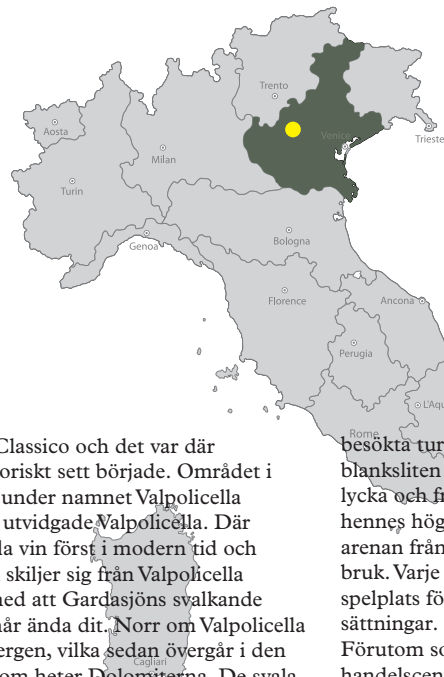 Trento
Aosta
Milan
Venice
Trieste
Turin
Genoa
Bologna
Florence
Ancona
Perugia
Rome
Classico och det var där
oriskt sett började. Området i
under namnet Valpolicella
utvidgade Valpolicella. Där
la vin först i modern tid och
skiljer sig från Valpolicella
ned att Gardasjöns svalkande
når ända dit. Norr om Valpolicella
ergen, vilka sedan övergår i den
om heter Dolomiterna. De svala
Cagliari
besökta tur
blanksliten
lycka och fr
hennes hög
arenan från
bruk. Varje
spelplats fö
sättningar.
Förutom so
handelscen